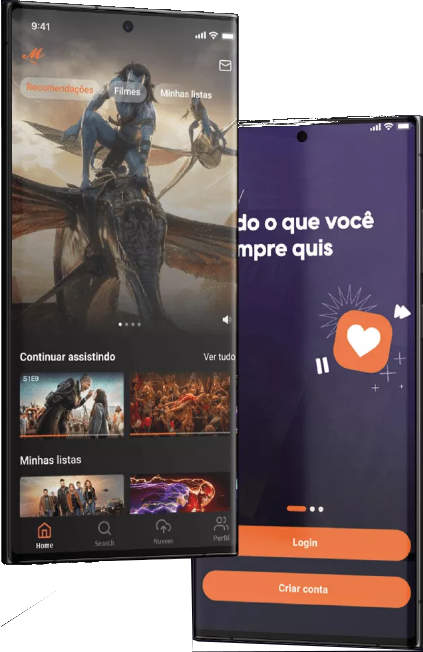 9:41
M
Recomendações
Filmes
Minhas listas
Continuar assistindo
Ver tudo
S1E9
Minhas listas
Home
Search
Nuvem
Perfil
do o que você
mpre quis
Login
Criar conta